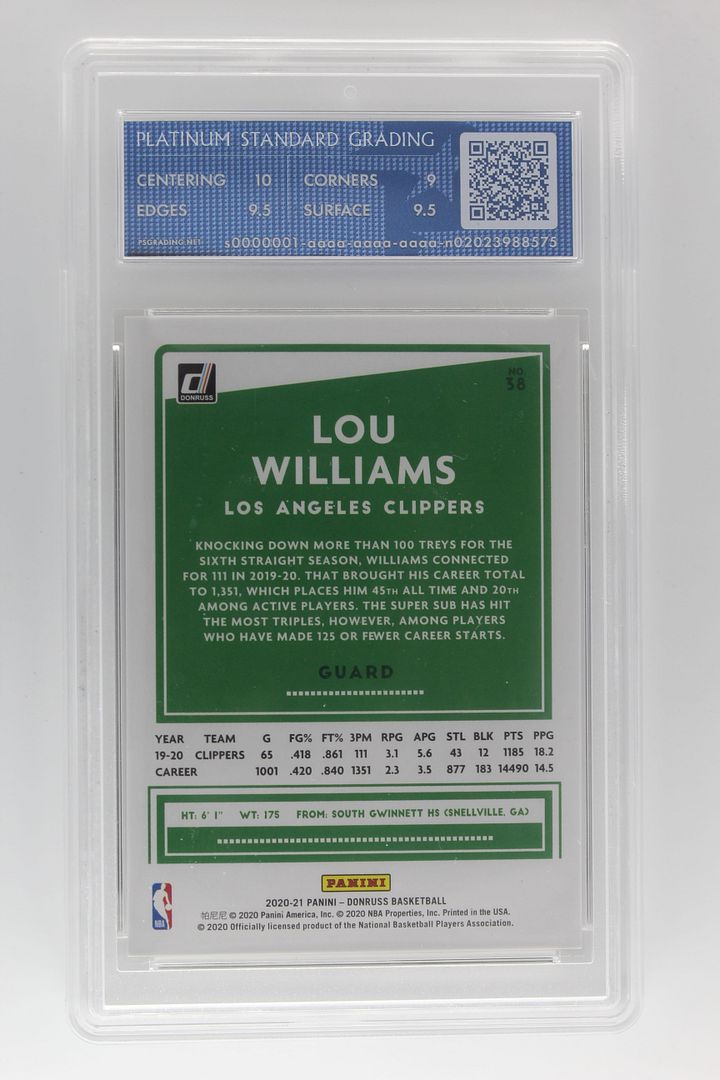 PLATINUM STANDARD GRADING
CENTERING 10 CORNERS 9
EDGES 9.5 SURFACE 9.5
PSGRADING.NET s0000001-aaaa-aaaa-aaaa-n02023988575
d
DONRUSS
NO.
38
LOU
WILLIAMS
LOS ANGELES CLIPPERS
KNOCKING DOWN MORE THAN 100 TREYS FOR THE
SIXTH STRAIGHT SEASON, WILLIAMS CONNECTED
FOR 111 IN 2019-20. THAT BROUGHT HIS CAREER TOTAL
TO 1,351, WHICH PLACES HIM 45TH ALL TIME AND 20TH
AMONG ACTIVE PLAYERS. THE SUPER SUB HAS HIT
THE MOST TRIPLES, HOWEVER, AMONG PLAYERS
WHO HAVE MADE 125 OR FEWER CAREER STARTS.
GUARD
YEAR TEAM G FG% FT% 3PM RPG APG STL BLK PTS PPG
19-20 CLIPPERS 65 .418 .861 111 3.1 5.6 43 12 1185 18.2
CAREER 1001 .420 .840 1351 2.3 3.5 877 183 14490 14.5
HT: 6' 1" WT: 175 FROM: SOUTH GWINNETT HS (SNELLVILLE, GA)
PANINI
2020-21 PANINI – DONRUSS BASKETBALL
帕尼尼 © 2020 Panini America, Inc. © 2020 NBA Properties, Inc. Printed in the USA.
© 2020 Officially licensed product of the National Basketball Players Association.
NBA